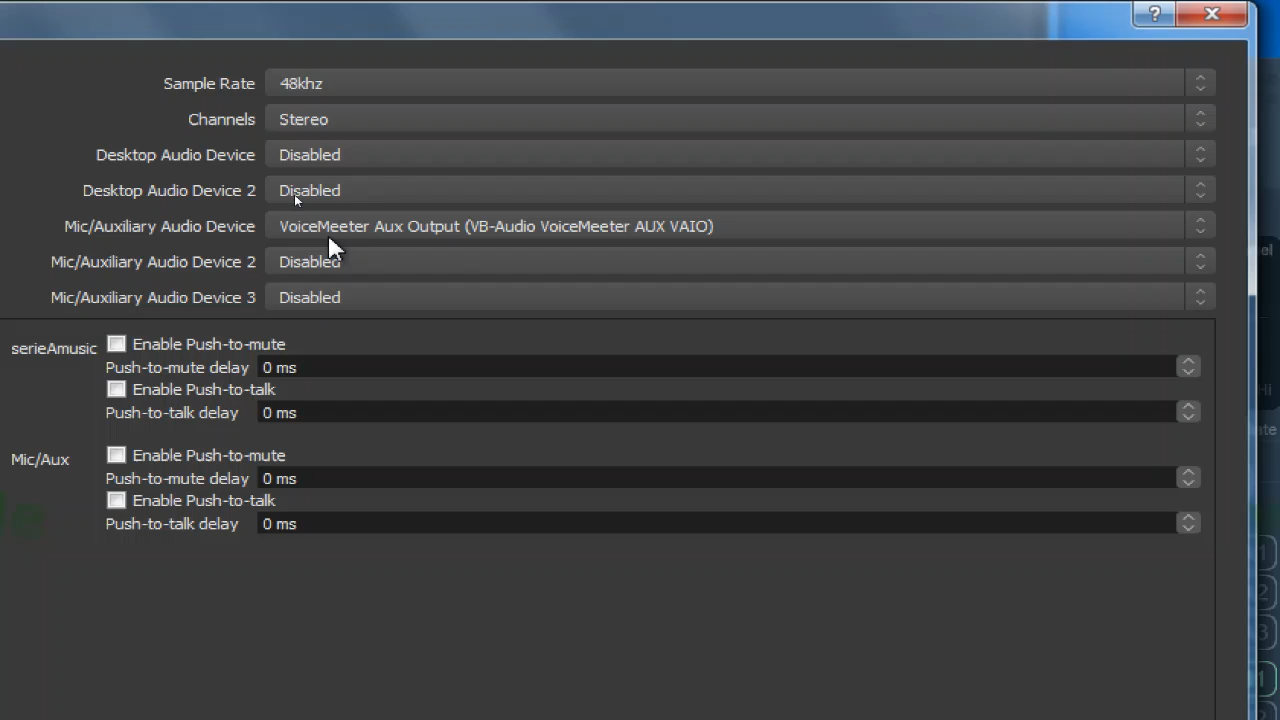 Sample Rate 48khz
Channels Stereo
Desktop Audio Device Disabled
Desktop Audio Device 2 Disabled
Mic/Auxiliary Audio Device VoiceMeeter Aux Output (VB-Audio VoiceMeeter AUX VAIO)
Mic/Auxiliary Audio Device 2 Disabled
Mic/Auxiliary Audio Device 3 Disabled
serieAmusic Enable Push-to-mute
Push-to-mute delay 0 ms
Enable Push-to-talk
Push-to-talk delay 0 ms
Mic/Aux Enable Push-to-mute
Push-to-mute delay 0 ms
Enable Push-to-talk
Push-to-talk delay 0 ms